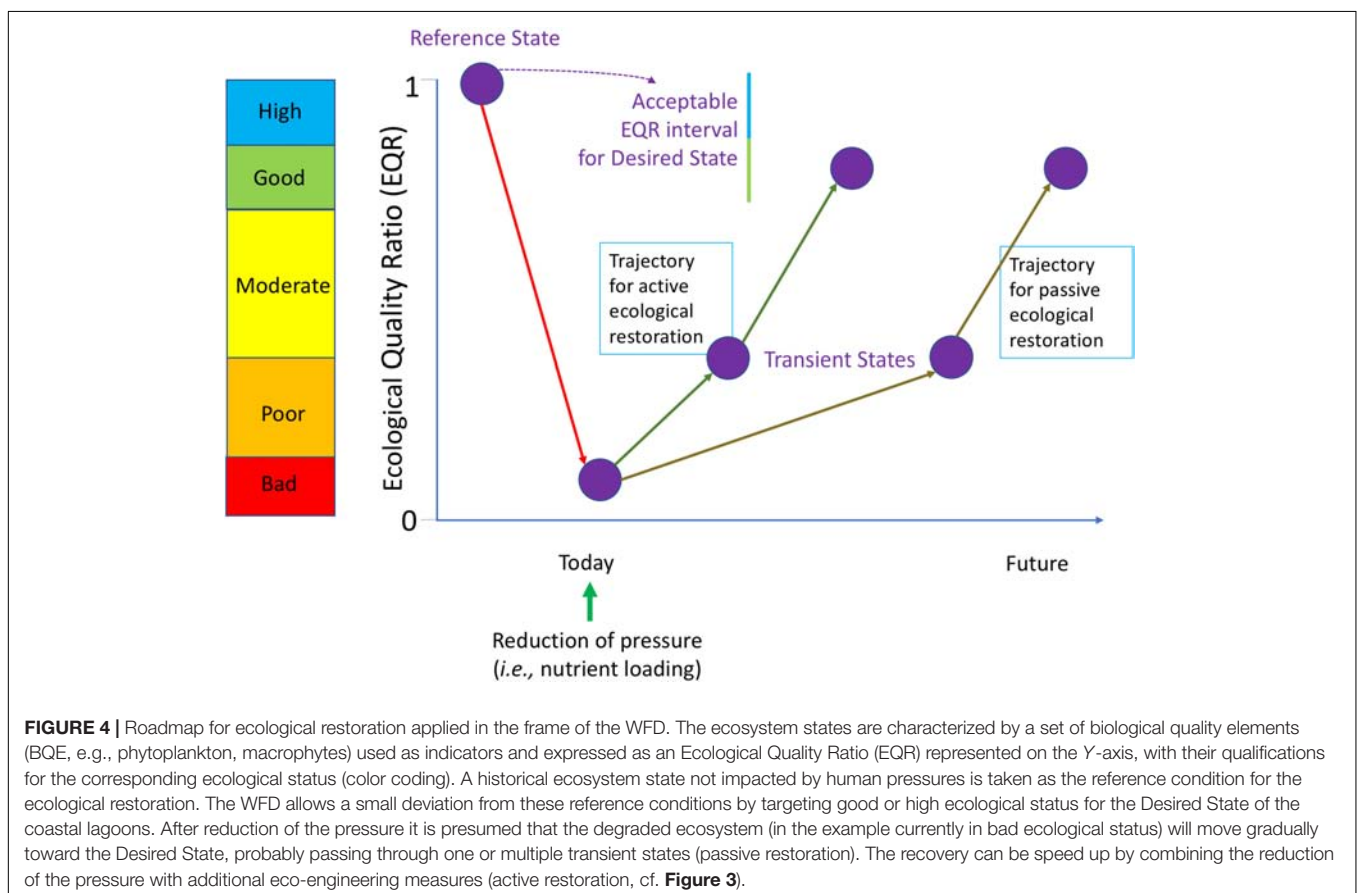 Reference State
1
High
Acceptable
EQR interval
for Desired State
Good
Ecological Quality Ratio (EQR)
Trajectory
for active
ecological
restoration
Trajectory
for passive
ecological
restoration
Moderate
Transient States
Poor
Bad
0
Today
Future
Reduction of pressure
(i.e., nutrient loading)
FIGURE 4 | Roadmap for ecological restoration applied in the frame of the WFD. The ecosystem states are characterized by a set of biological quality elements
(BQE, e.g., phytoplankton, macrophytes) used as indicators and expressed as an Ecological Quality Ratio (EQR) represented on the Y-axis, with their qualifications
for the corresponding ecological status (color coding). A historical ecosystem state not impacted by human pressures is taken as the reference condition for the
ecological restoration. The WFD allows a small deviation from these reference conditions by targeting good or high ecological status for the Desired State of the
coastal lagoons. After reduction of the pressure it is presumed that the degraded ecosystem (in the example currently in bad ecological status) will move gradually
toward the Desired State, probably passing through one or multiple transient states (passive restoration). The recovery can be speed up by combining the reduction
of the pressure with additional eco-engineering measures (active restoration, cf. Figure 3).